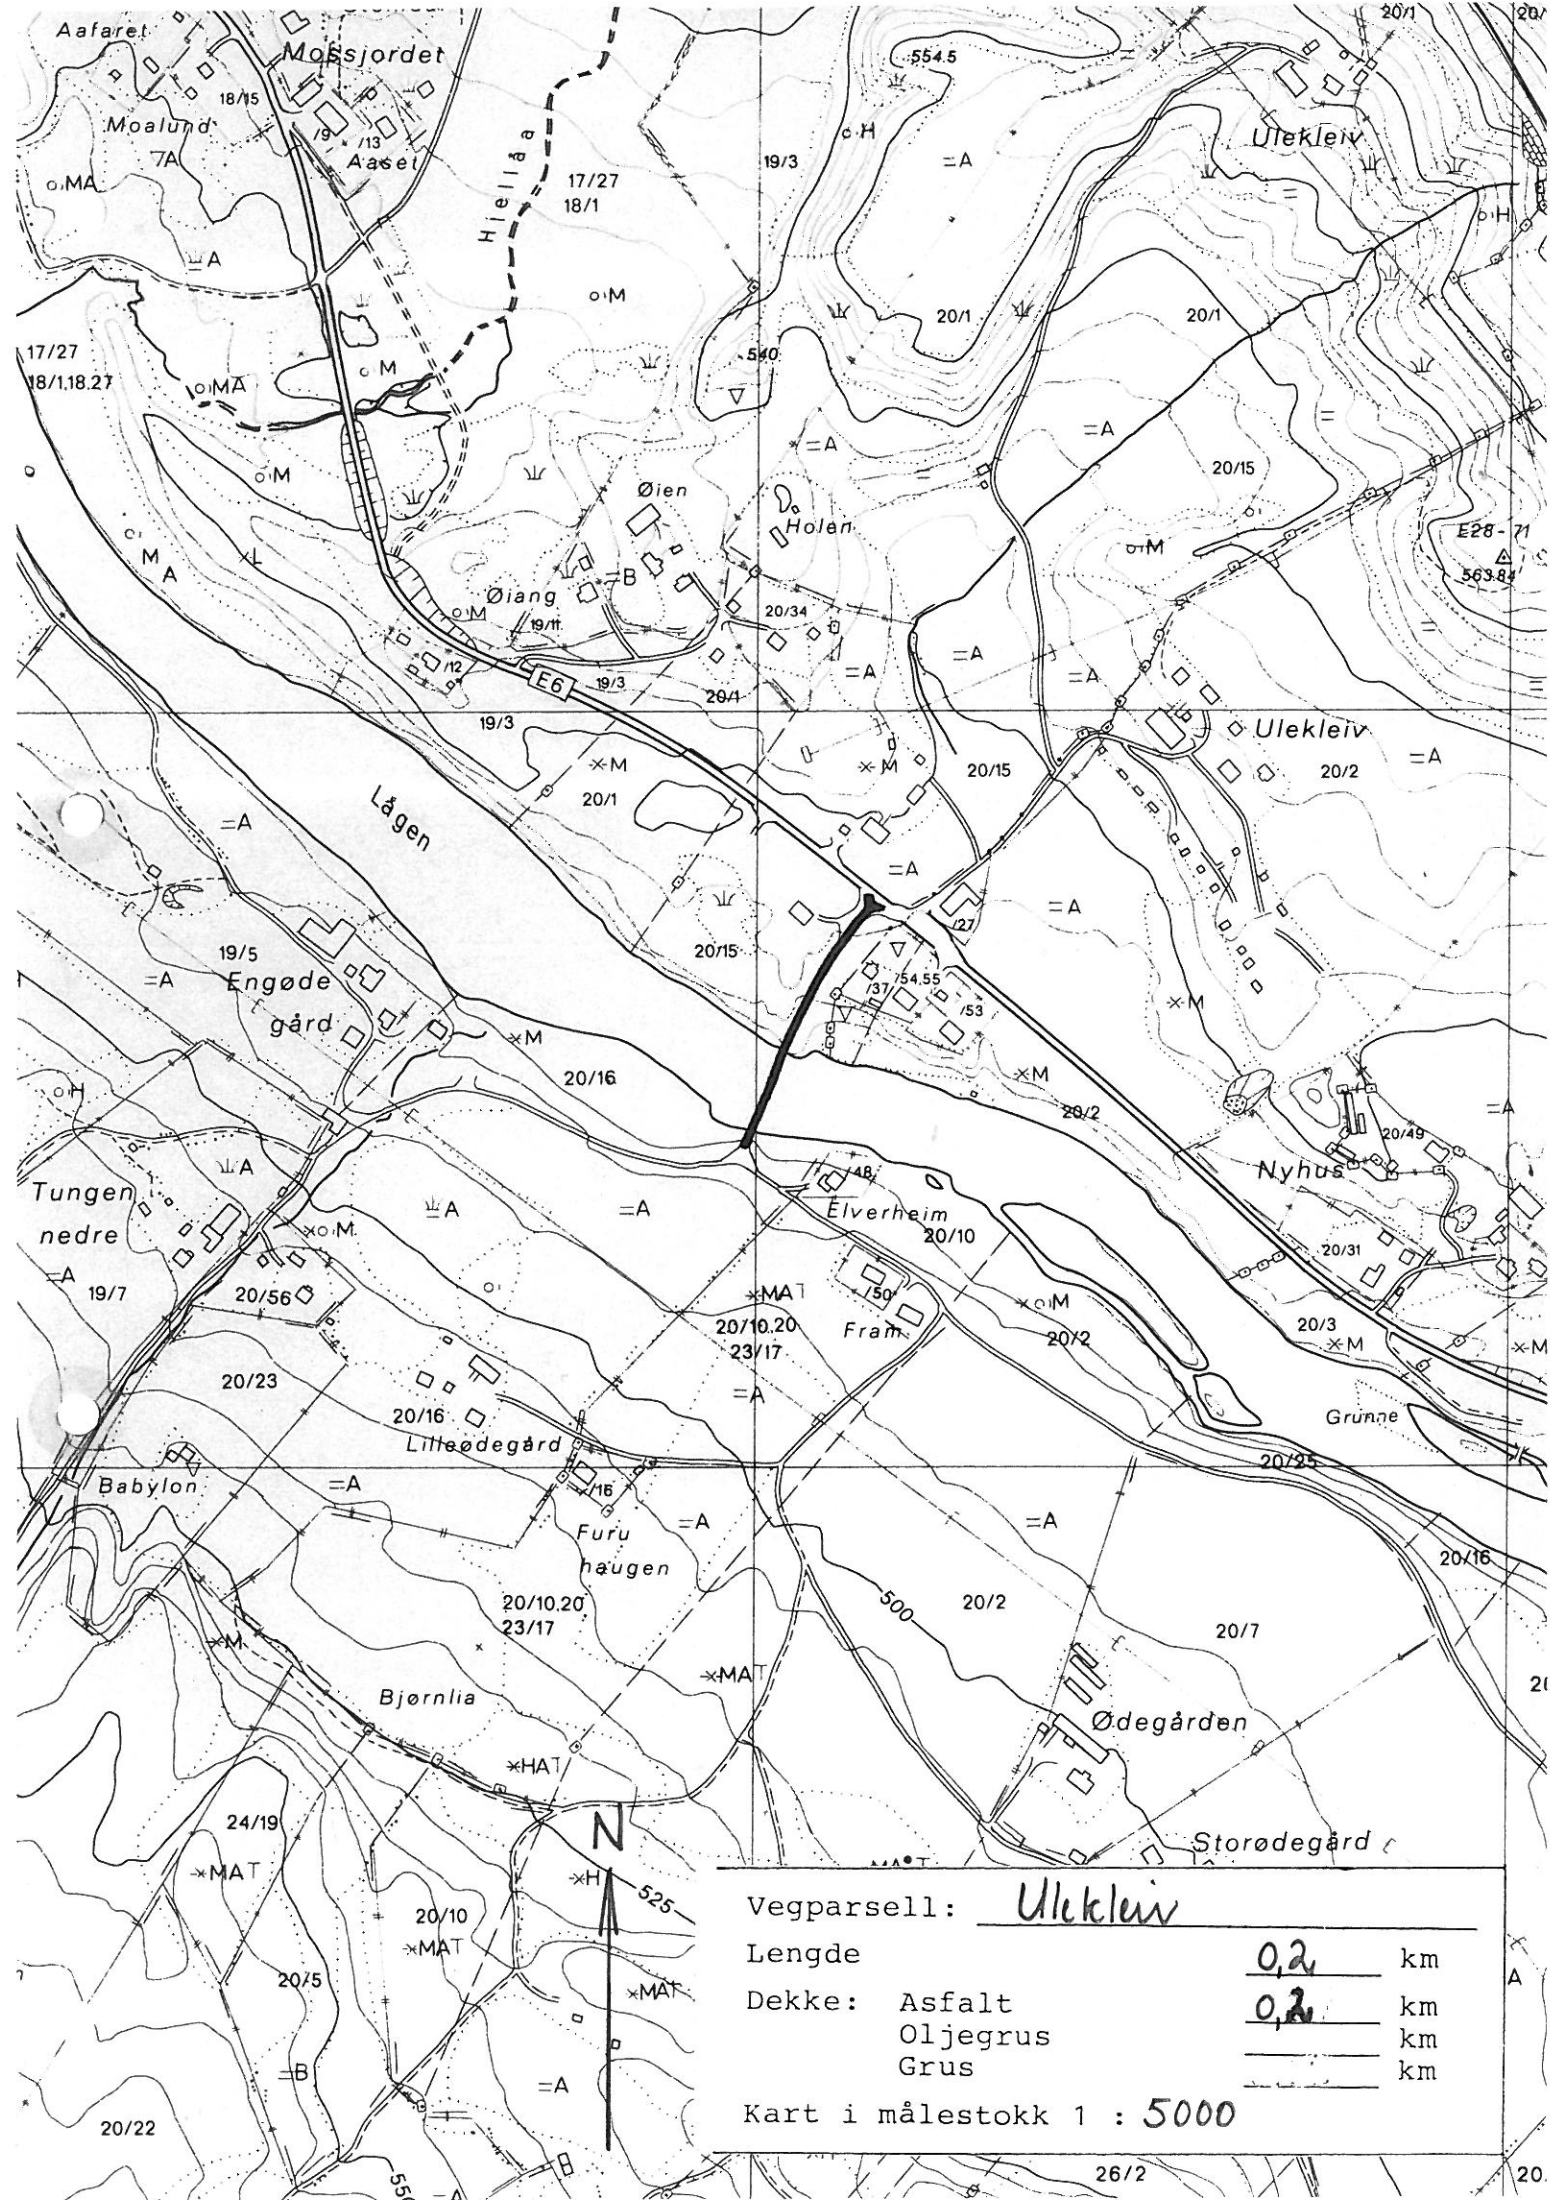 20/1
20/
Aafaret
Mossjordet
554.5
18/15
Moalund
/9
/13
Aaset
H
Ulekleiv
7A
A
19/3
MA
17/27
18/1
Hjellåa
H
A
M
20/1
20/1
17/27
18/1,18.27
540
M
MA
A
A
M
20/15
Øien
Holen
E28-71
M
563.84
M
A
L
B
Øiang
M
19/11
20/34
/12
A
A
A
E6
19/3
20/1
19/3
Ulekleiv
M
M
20/15
20/2
A
20/1
Lågen
A
A
A
/27
19/5
20/15
Engøde
/37
/54,55
A
/53
M
gård
M
20/16
M
H
20/2
A
20/49
A
Nyhus
Tungen
/48
A
A
Elverheim
nedre
M
20/10
20/31
A
19/7
20/56
MAT
/50
M
20/10,20
Fram
20/2
20/3
23/17
M
M
20/23
A
20/16
Grunne
Lilleødegård
20/25
Babylon
A
/16
A
A
Furu
haugen
20/16
20/10,20
500
20/2
23/17
20/7
M
MAT
Bjørnlia
Ødegården
HAT
24/19
N
Storødegård
MAT
H
525
MAT
20/10
MAT
20/5
MAT
A
B
A
20/22
550
A
B
26/2
20.
Vegparsell: Ulekleiv
Lengde 0,2 km
Dekke: Asfalt 0,2 km
Oljegrus km
Grus km
Kart i målestokk 1 : 5000